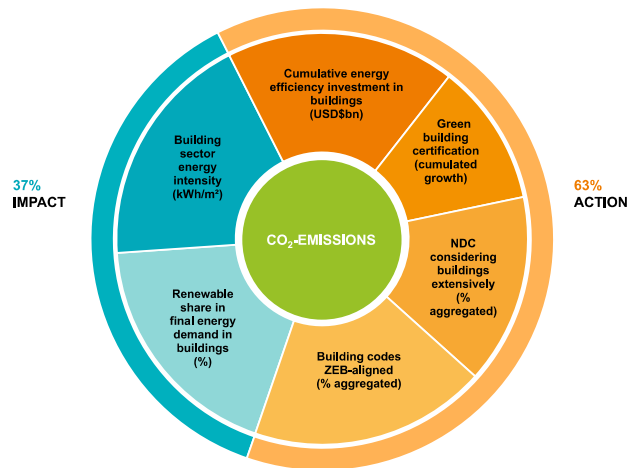 Cumulative energy
efficiency investment in
buildings
(USD$bn)
Green
building
certification
(cumulated
growth)
Building
sector
energy
intensity
(kWh/m²)
37%
IMPACT
63%
ACTION
CO₂-EMISSIONS
NDC
considering
buildings
extensively
(%
aggregated)
Renewable
share in
final energy
demand in
buildings
(%)
Building codes
ZEB-aligned
(% aggregated)